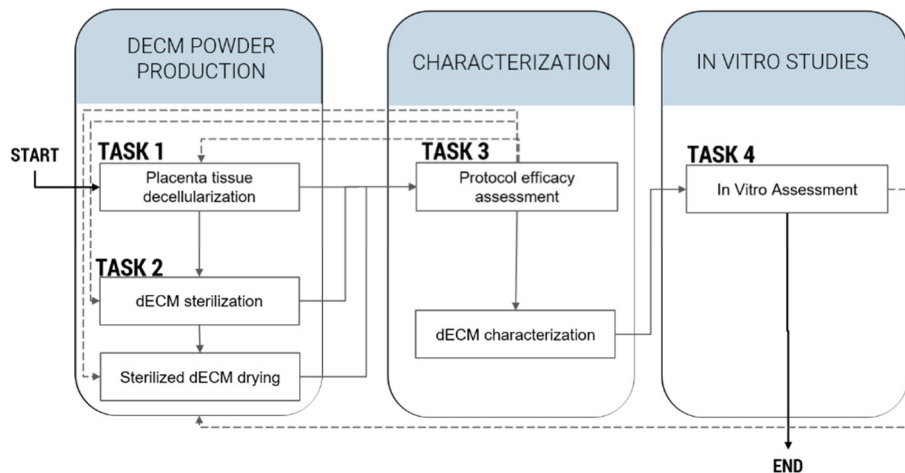 DECM POWDER
PRODUCTION
CHARACTERIZATION
IN VITRO STUDIES
START
TASK 1
Placenta tissue
decellularization
TASK 2
dECM sterilization
Sterilized dECM drying
TASK 3
Protocol efficacy
assessment
dECM characterization
TASK 4
In Vitro Assessment
END